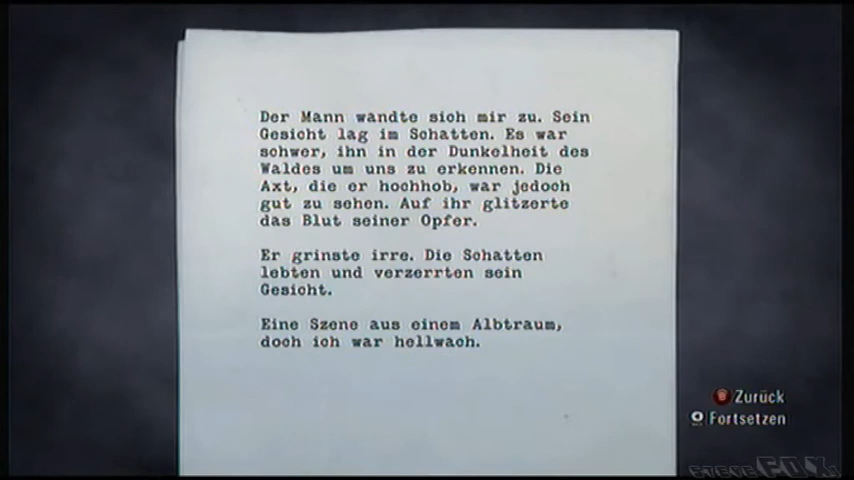 Der Mann wandte sich mir zu. Sein
Gesicht lag im Schatten. Es war
schwer, ihn in der Dunkelheit des
Waldes um uns zu erkennen. Die
Axt, die er hochhob, war jedoch
gut zu sehen. Auf ihr glitzerte
das Blut seiner Opfer.
Er grinste irre. Die Schatten
lebten und verzerrten sein
Gesicht.
Eine Szene aus einem Albtraum,
doch ich war hellwach.
B Zurück
Fortsetzen